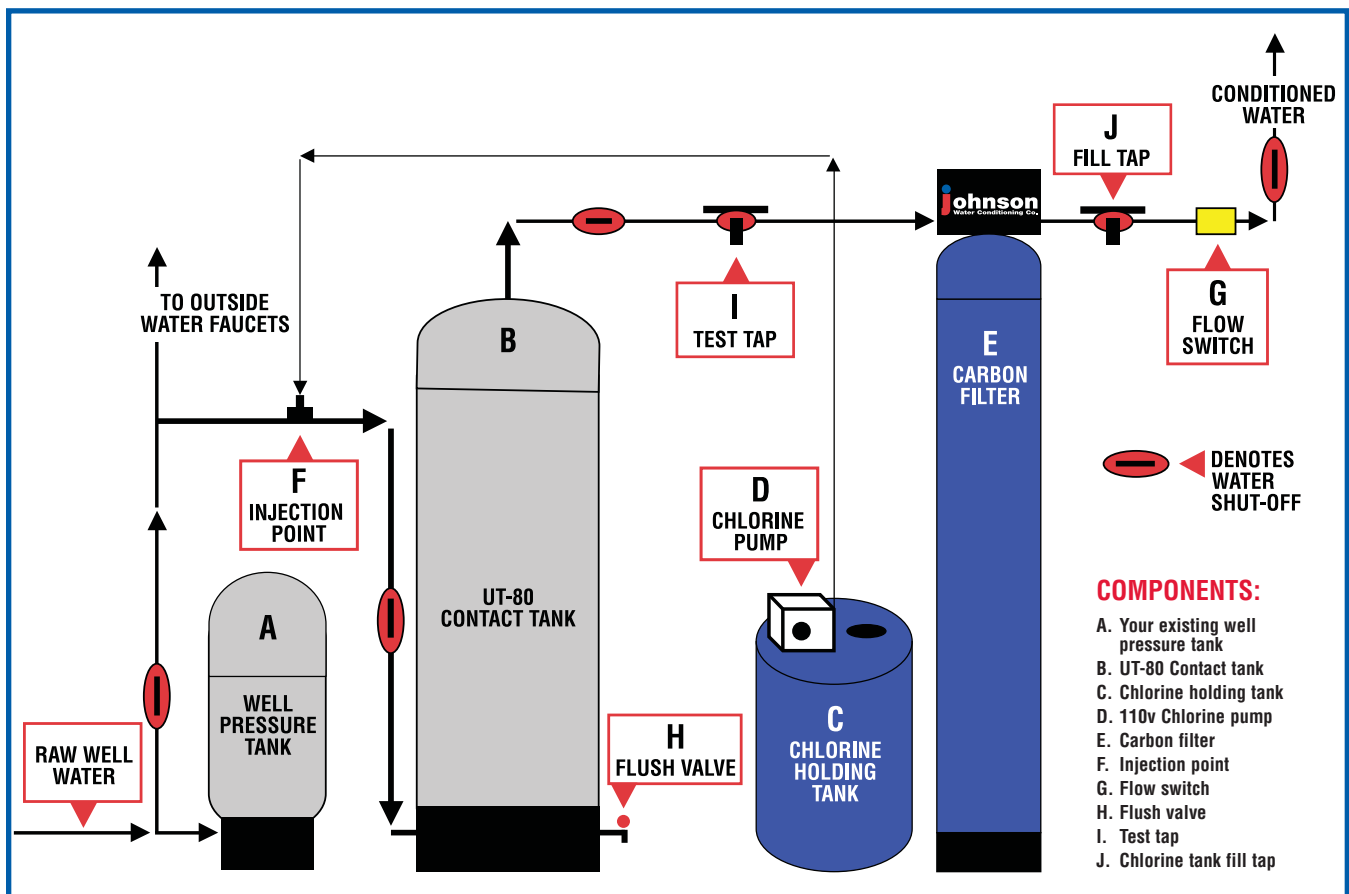 CONDITIONED
WATER
J
FILL TAP
johnson
Water Conditioning Co.
TO OUTSIDE
WATER FAUCETS
B
I
TEST TAP
G
FLOW
SWITCH
E
CARBON
FILTER
F
INJECTION
POINT
D
CHLORINE
PUMP
DENOTES
WATER
SHUT-OFF
UT-80
CONTACT TANK
A
WELL
PRESSURE
TANK
RAW WELL
WATER
H
FLUSH VALVE
C
CHLORINE
HOLDING
TANK
COMPONENTS:
A. Your existing well
pressure tank
B. UT-80 Contact tank
C. Chlorine holding tank
D. 110v Chlorine pump
E. Carbon filter
F. Injection point
G. Flow switch
H. Flush valve
I. Test tap
J. Chlorine tank fill tap